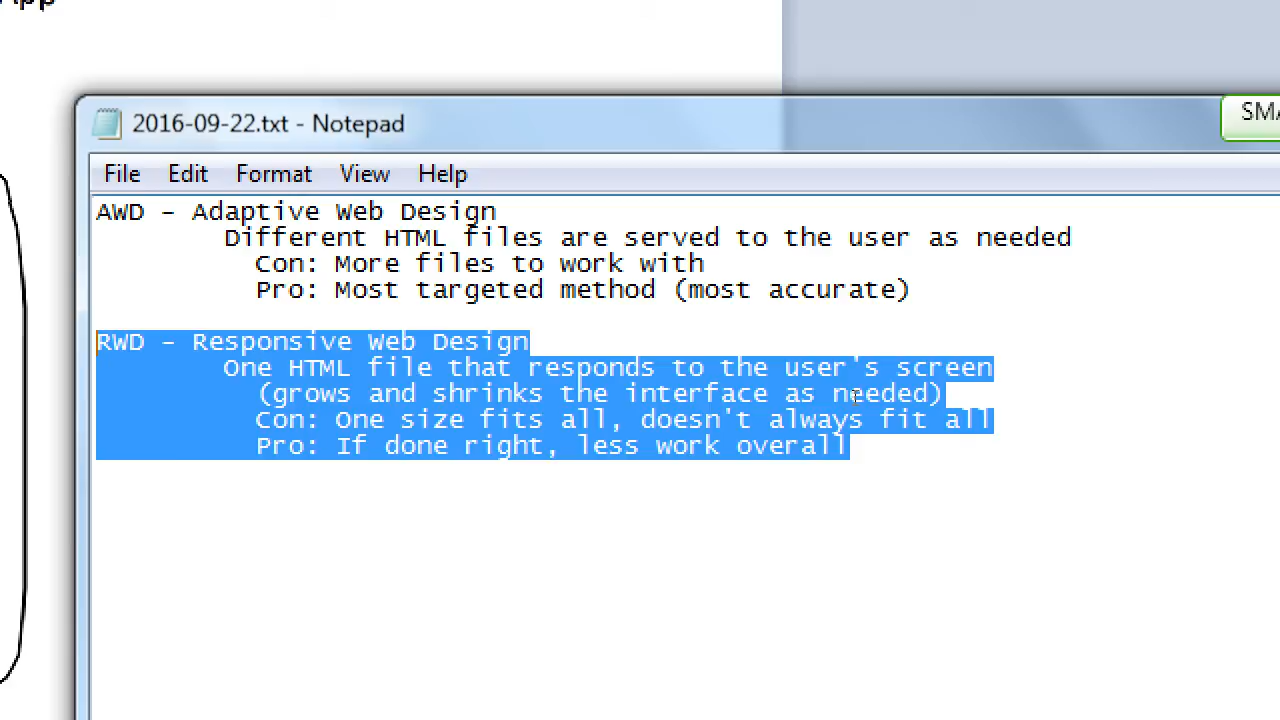 2016-09-22.txt - Notepad
File Edit Format View Help
AWD - Adaptive Web Design
Different HTML files are served to the user as needed
Con: More files to work with
Pro: Most targeted method (most accurate)
RWD - Responsive Web Design
One HTML file that responds to the user's screen
(grows and shrinks the interface as needed)
Con: One size fits all, doesn't always fit all
Pro: If done right, less work overall